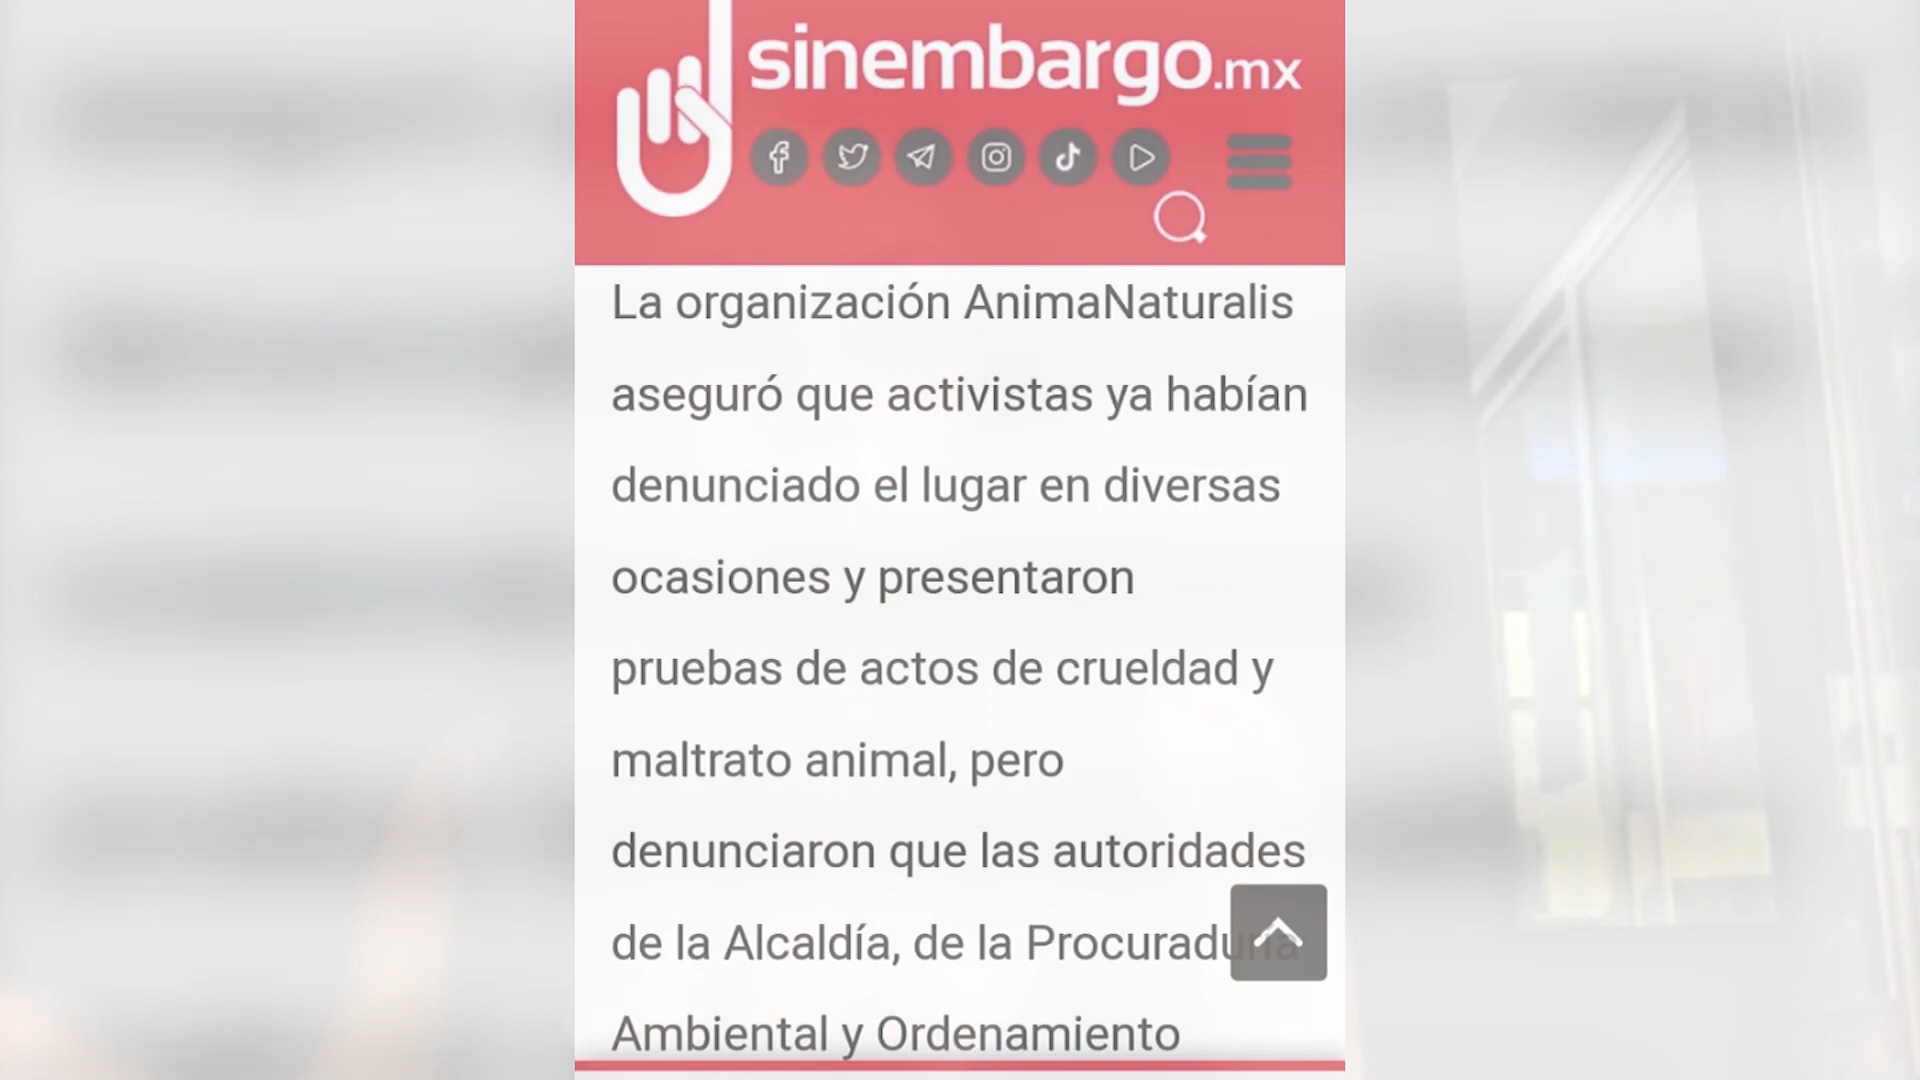 sinembargo.mx
La organización AnimaNaturalis
aseguró que activistas ya habían
denunciado el lugar en diversas
ocasiones y presentaron
pruebas de actos de crueldad y
maltrato animal, pero
denunciaron que las autoridades
de la Alcaldía, de la Procuraduría
Ambiental y Ordenamiento